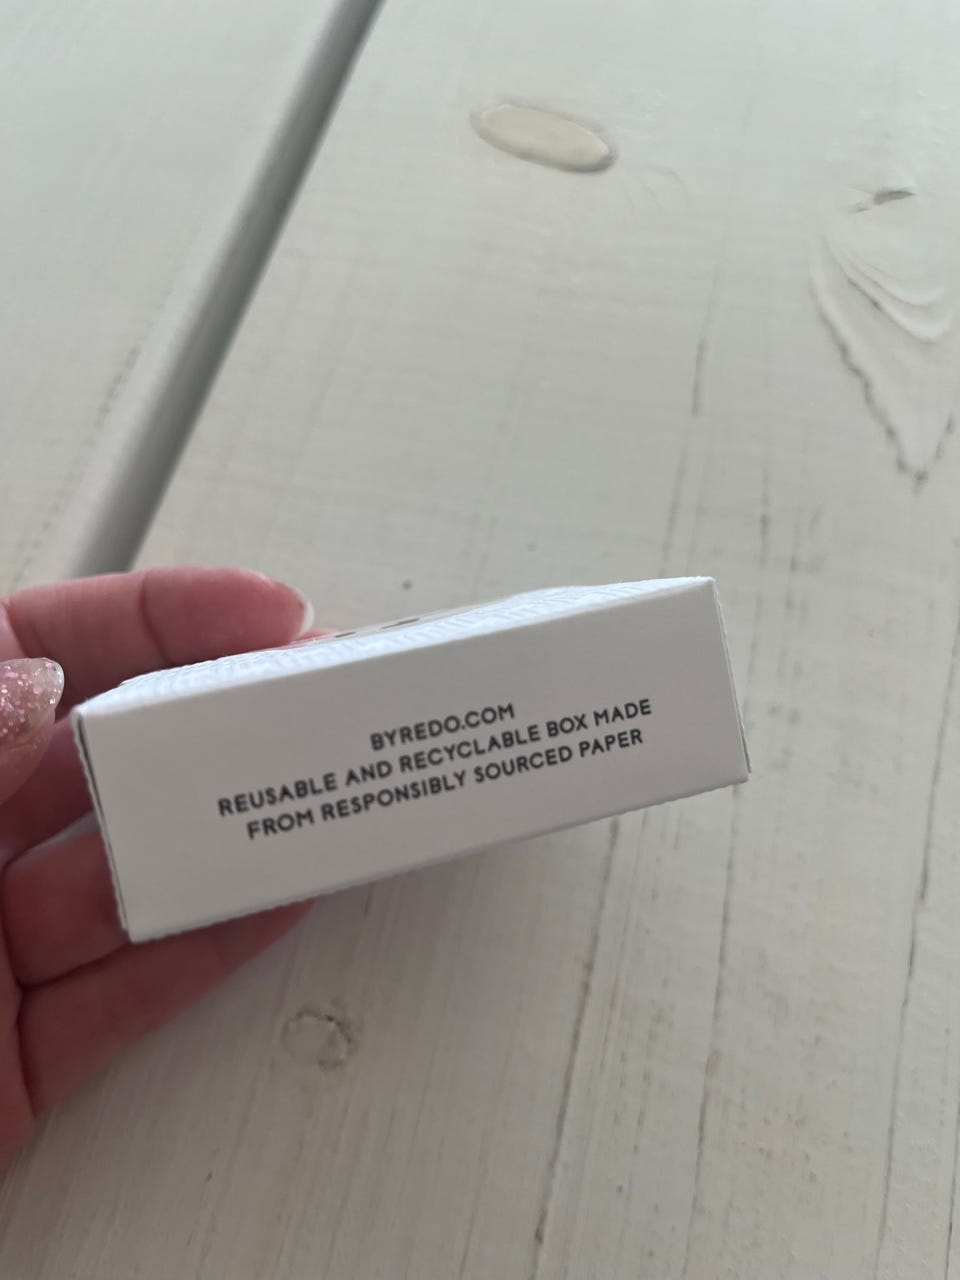 BYREDO.COM
REUSABLE AND RECYCLABLE BOX MADE
FROM RESPONSIBLY SOURCED PAPER